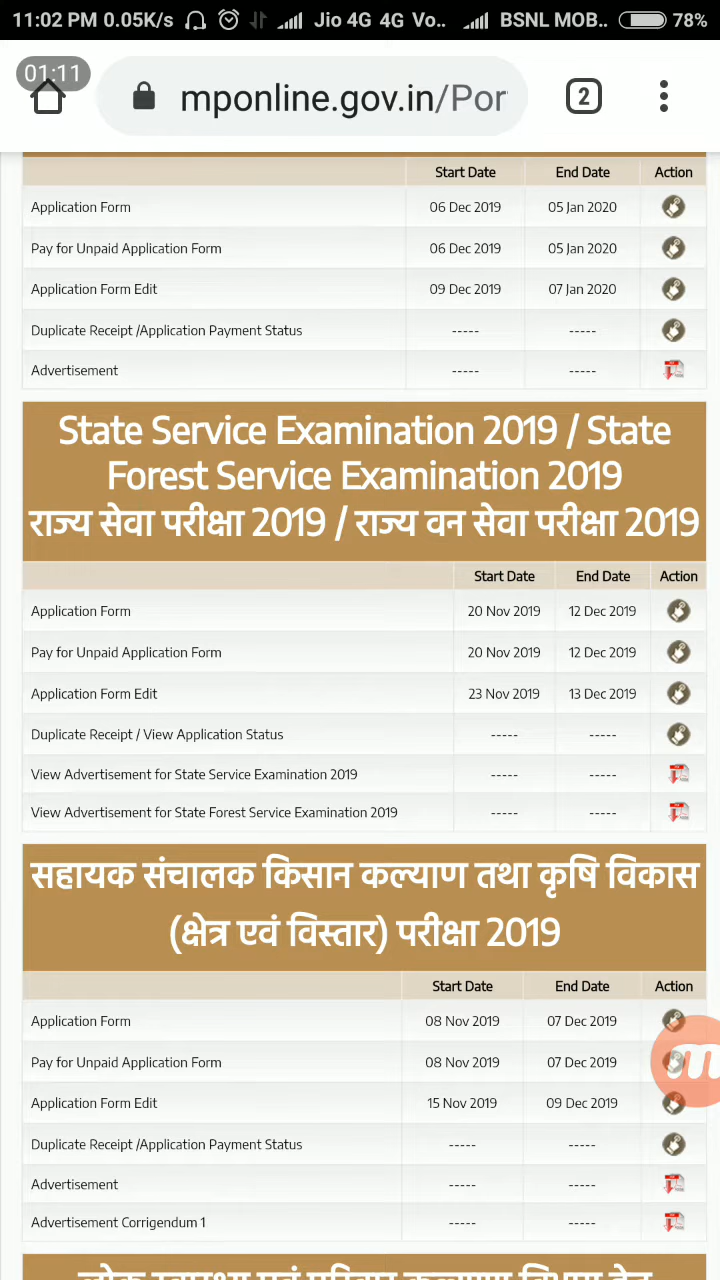 11:02 PM 0.05K/s Jio 4G 4G Vo.. BSNL MOB.. 78%
01:11
mponline.gov.in/Por 2
Start Date End Date Action
Application Form 06 Dec 2019 05 Jan 2020
Pay for Unpaid Application Form 06 Dec 2019 05 Jan 2020
Application Form Edit 09 Dec 2019 07 Jan 2020
Duplicate Receipt /Application Payment Status ----- -----
Advertisement ----- -----
State Service Examination 2019 / State
Forest Service Examination 2019
राज्य सेवा परीक्षा 2019 / राज्य वन सेवा परीक्षा 2019
Start Date End Date Action
Application Form 20 Nov 2019 12 Dec 2019
Pay for Unpaid Application Form 20 Nov 2019 12 Dec 2019
Application Form Edit 23 Nov 2019 13 Dec 2019
Duplicate Receipt / View Application Status ----- -----
View Advertisement for State Service Examination 2019 ----- -----
View Advertisement for State Forest Service Examination 2019 ----- -----
सहायक संचालक किसान कल्याण तथा कृषि विकास
(क्षेत्र एवं विस्तार) परीक्षा 2019
Start Date End Date Action
Application Form 08 Nov 2019 07 Dec 2019
Pay for Unpaid Application Form 08 Nov 2019 07 Dec 2019
Application Form Edit 15 Nov 2019 09 Dec 2019
Duplicate Receipt /Application Payment Status ----- -----
Advertisement ----- -----
Advertisement Corrigendum 1 ----- -----